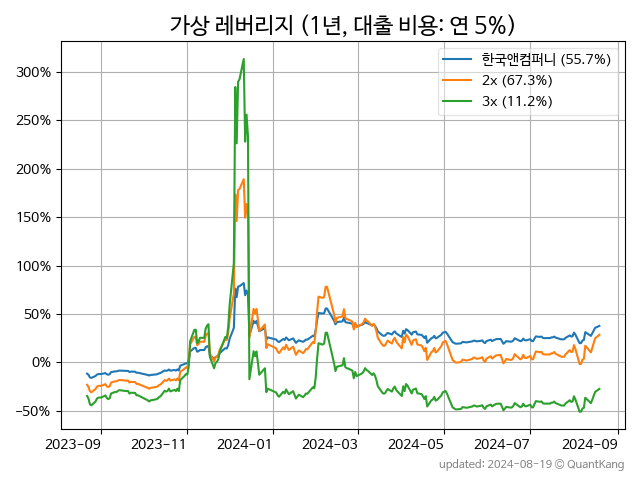 가상 레버리지 (1년, 대출 비용: 연 5%)
한국앤컴퍼니 (55.7%)
2x (67.3%)
3x (11.2%)
300%
250%
200%
150%
100%
50%
0%
−50%
2023-09 2023-11 2024-01 2024-03 2024-05 2024-07 2024-09
updated: 2024-08-19 © QuantKang